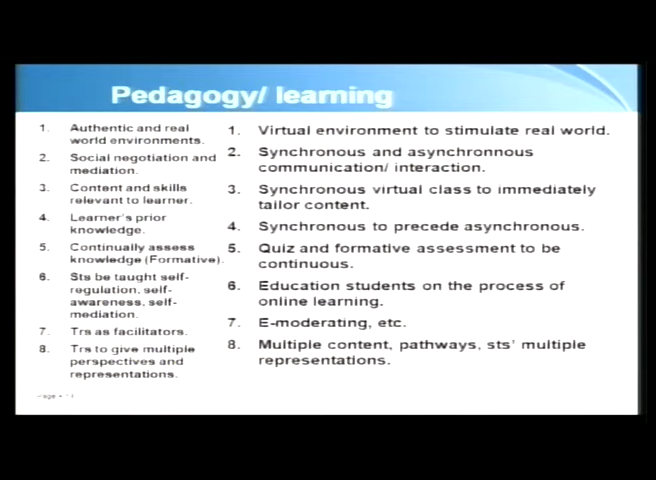 Pedagogy/ learning
1. Authentic and real
world environments.
2. Social negotiation and
mediation.
3. Content and skills
relevant to learner.
4. Learner's prior
knowledge.
5. Continually assess
knowledge (Formative).
6. Sts be taught self-
regulation, self-
awareness, self-
mediation.
7. Trs as facilitators.
8. Trs to give multiple
perspectives and
representations.
1. Virtual environment to stimulate real world.
2. Synchronous and asynchronnous
communication/ interaction.
3. Synchronous virtual class to immediately
tailor content.
4. Synchronous to precede asynchronous.
5. Quiz and formative assessment to be
continuous.
6. Education students on the process of
online learning.
7. E-moderating, etc.
8. Multiple content, pathways, sts' multiple
representations.